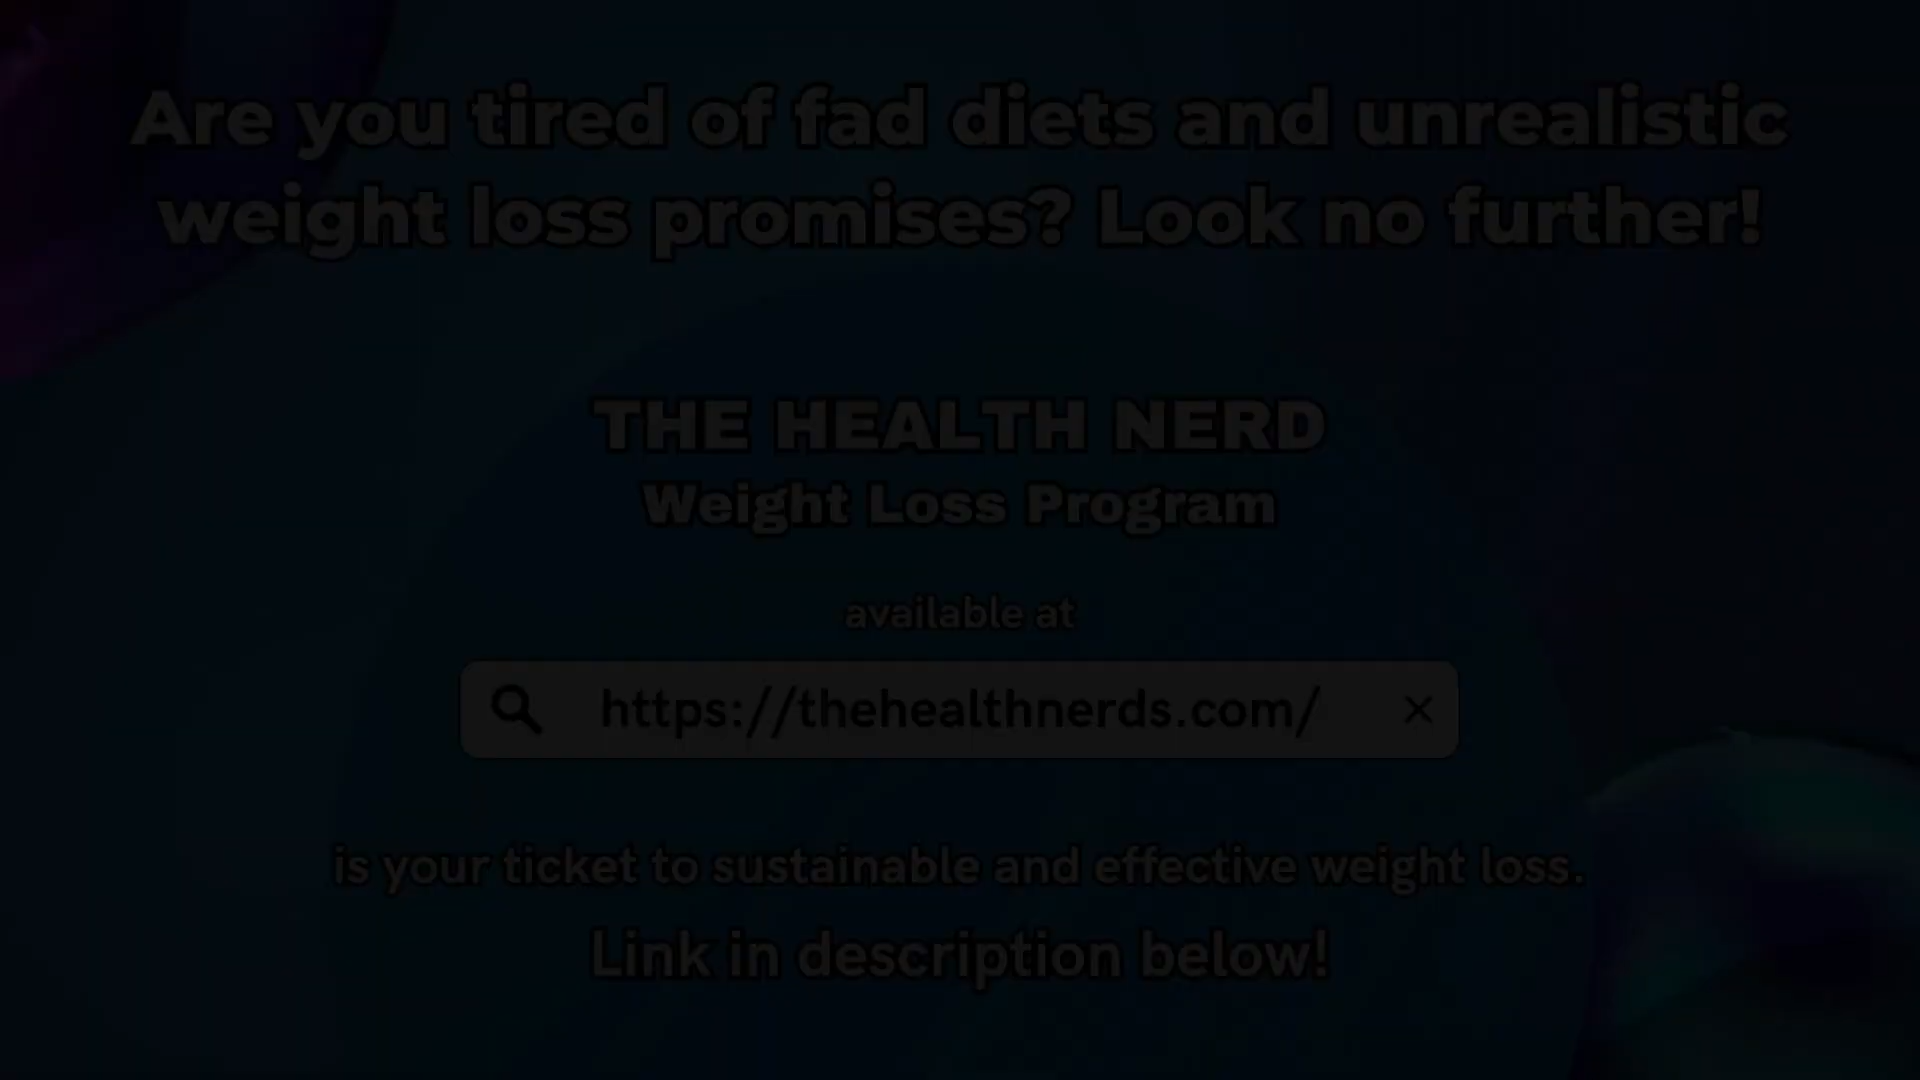 Are you tired of fad diets and unrealistic
weight loss promises? Look no further!
THE HEALTH NERD
Weight Loss Program
available at
https://thehealthnerds.com/
is your ticket to sustainable and effective weight loss.
Link in description below!